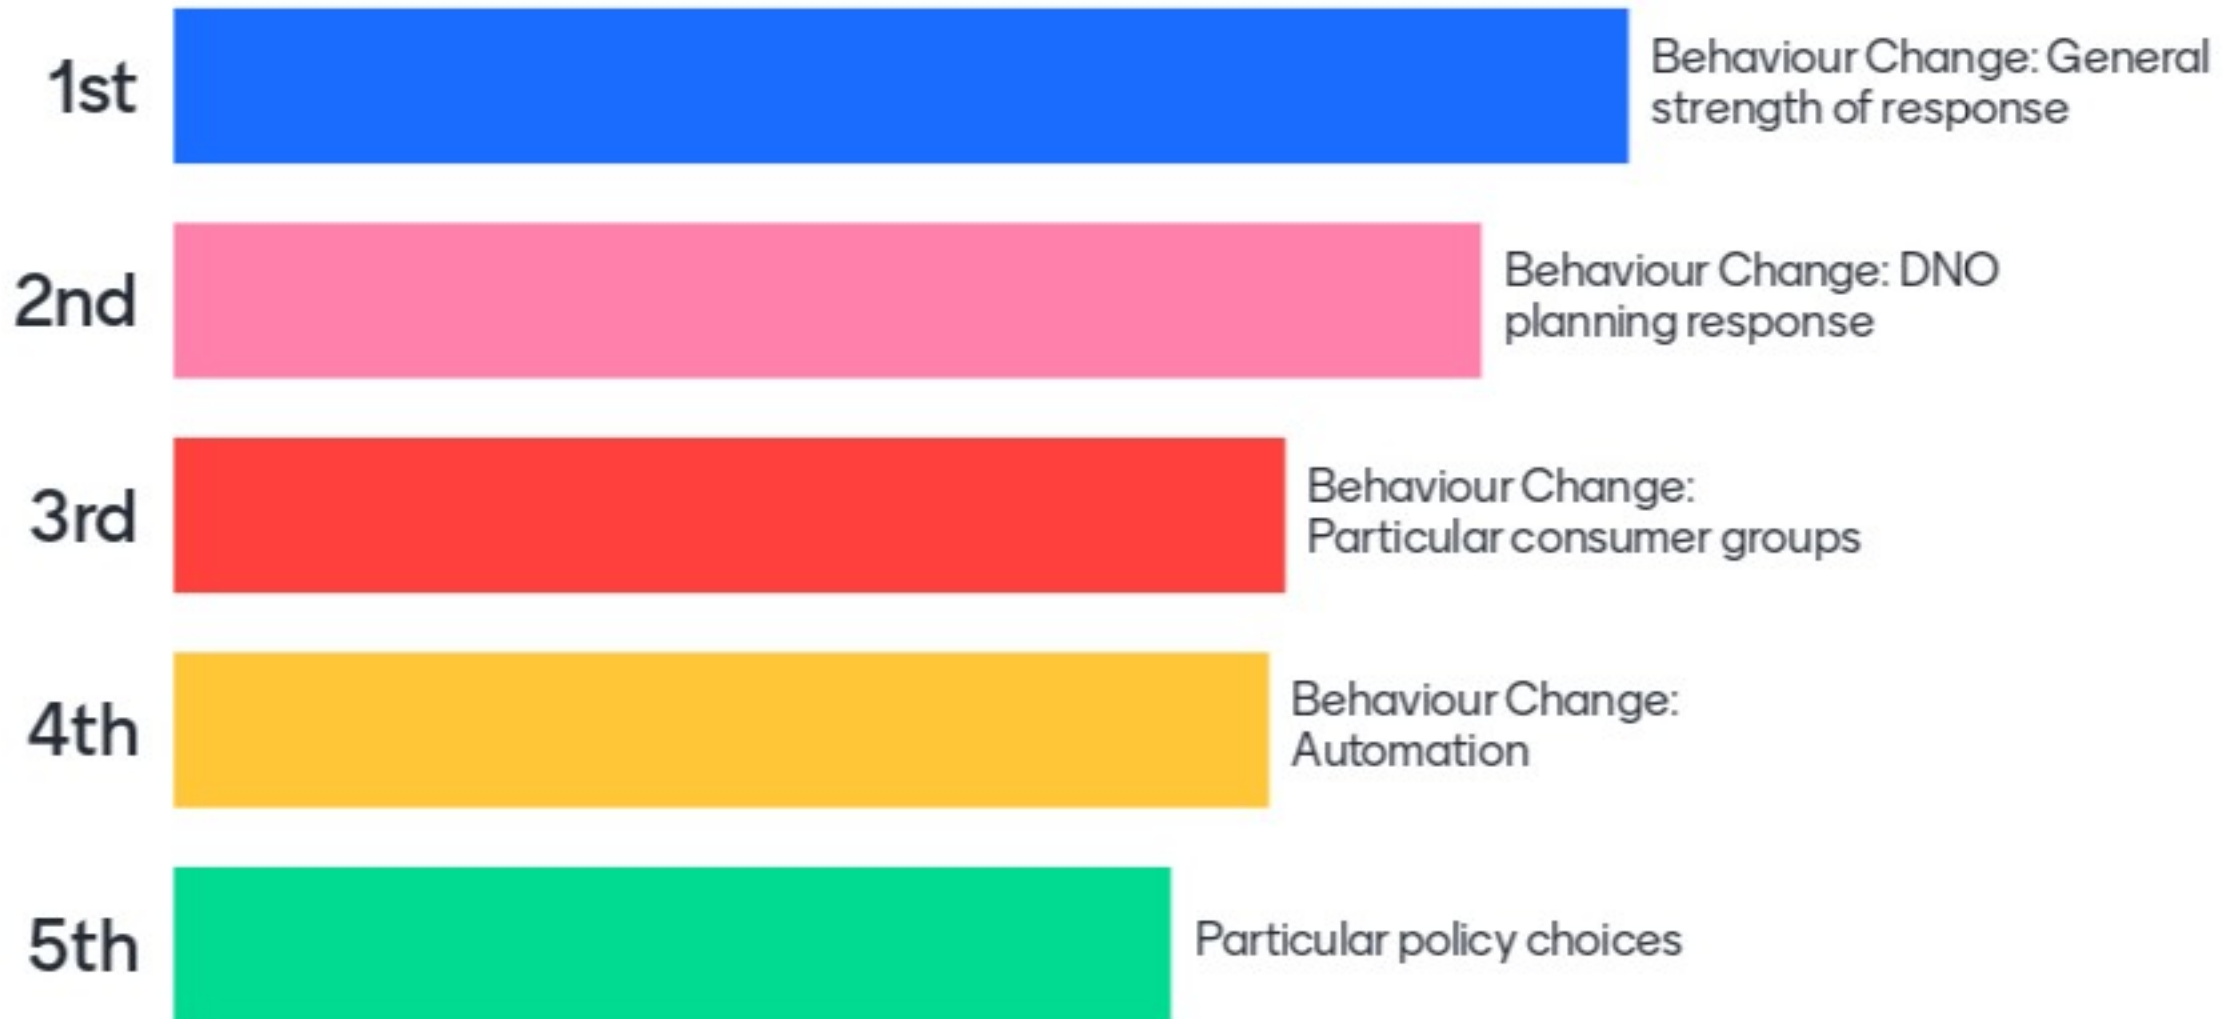 1st
Behaviour Change: General
strength of response
2nd
Behaviour Change: DNO
planning response
3rd
Behaviour Change:
Particular consumer groups
4th
Behaviour Change:
Automation
5th
Particular policy choices